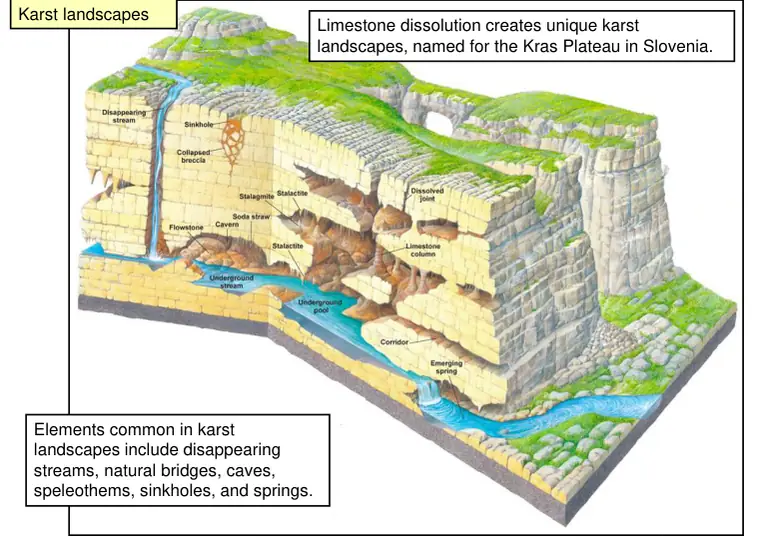 Karst landscapes
Limestone dissolution creates unique karst
landscapes, named for the Kras Plateau in Slovenia.
Disappearing
stream
Sinkhole
Collapsed
breccia
Stalagmite
Stalactite
Dissolved
joint
Soda straw
Flowstone
Cavern
Stalactite
Limestone
column
Underground
stream
Underground
pool
Corridor
Emerging
spring
Elements common in karst
landscapes include disappearing
streams, natural bridges, caves,
speleothems, sinkholes, and springs.